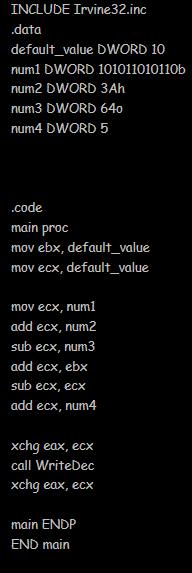 INCLUDE Irvine32.inc
.data
default_value DWORD 10
num1 DWORD 101011010110b
num2 DWORD 3Ah
num3 DWORD 64o
num4 DWORD 5
.code
main proc
mov ebx, default_value
mov ecx, default_value
mov ecx, num1
add ecx, num2
sub ecx, num3
add ecx, ebx
sub ecx, ecx
add ecx, num4
xchg eax, ecx
call WriteDec
xchg eax, ecx
main ENDP
END main